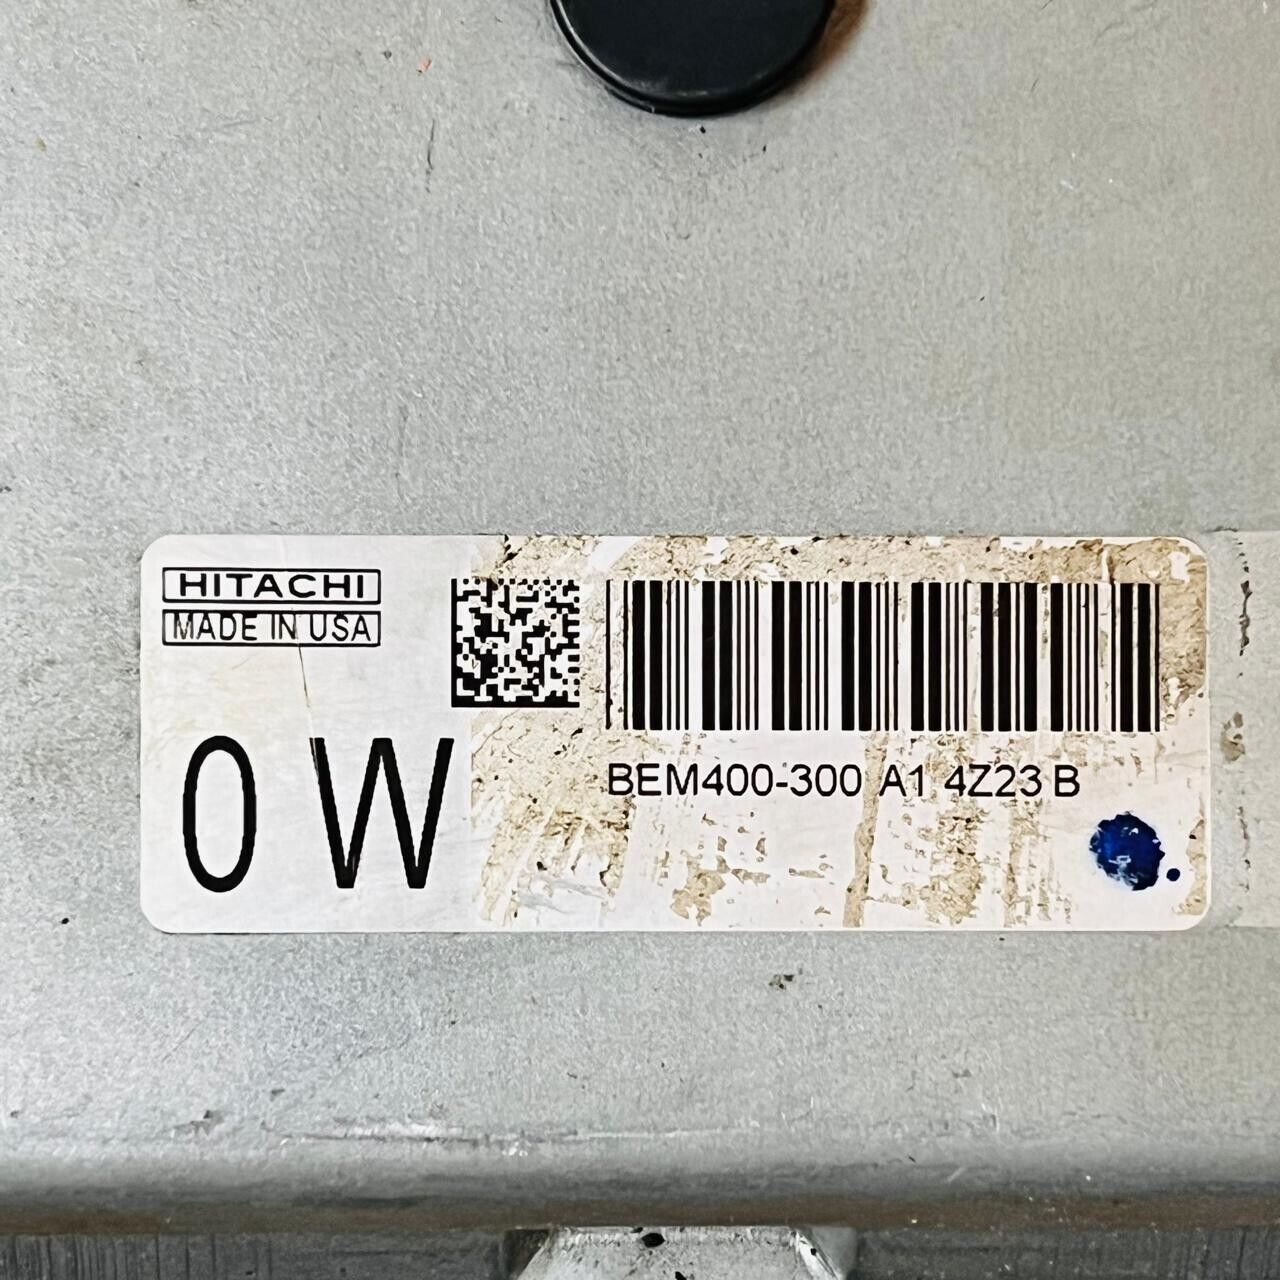 HITACHI
MADE IN USA
0 W
BEM400-300 A1 4Z23 B